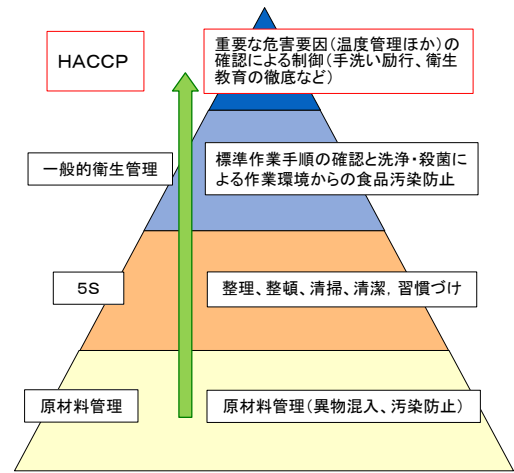 HACCP
重要な危害要因(温度管理ほか)の
確認による制御(手洗い励行、衛生
教育の徹底など)
一般的衛生管理
標準作業手順の確認と洗浄・殺菌に
よる作業環境からの食品汚染防止
5S
整理、整頓、清掃、清潔, 習慣づけ
原材料管理
原材料管理(異物混入、汚染防止)